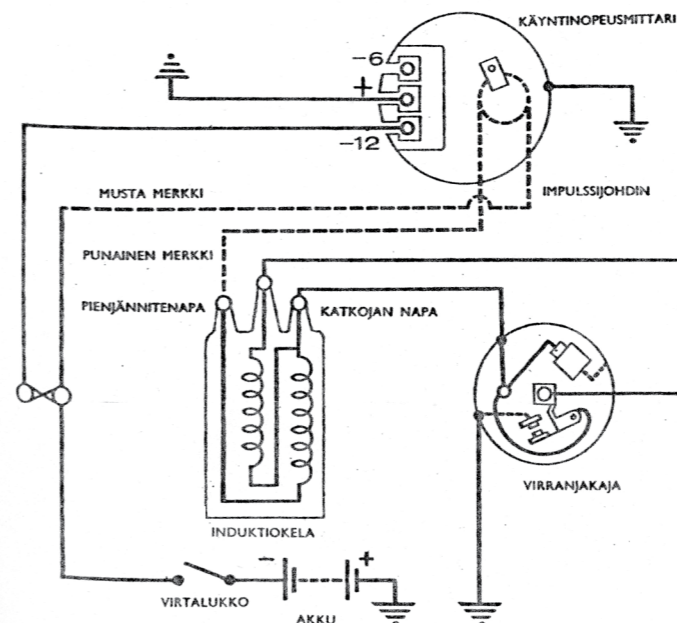 KÄYNTINOPEUSMITTARI
-6
+
-12
MUSTA MERKKI
IMPULSSIJOHDIN
PUNAINEN MERKKI
PIENJÄNNITENAPA
KATKOJAN NAPA
VIRRANJAKAJA
INDUKTIOKELA
- +
VIRTALUKKO
AKKU